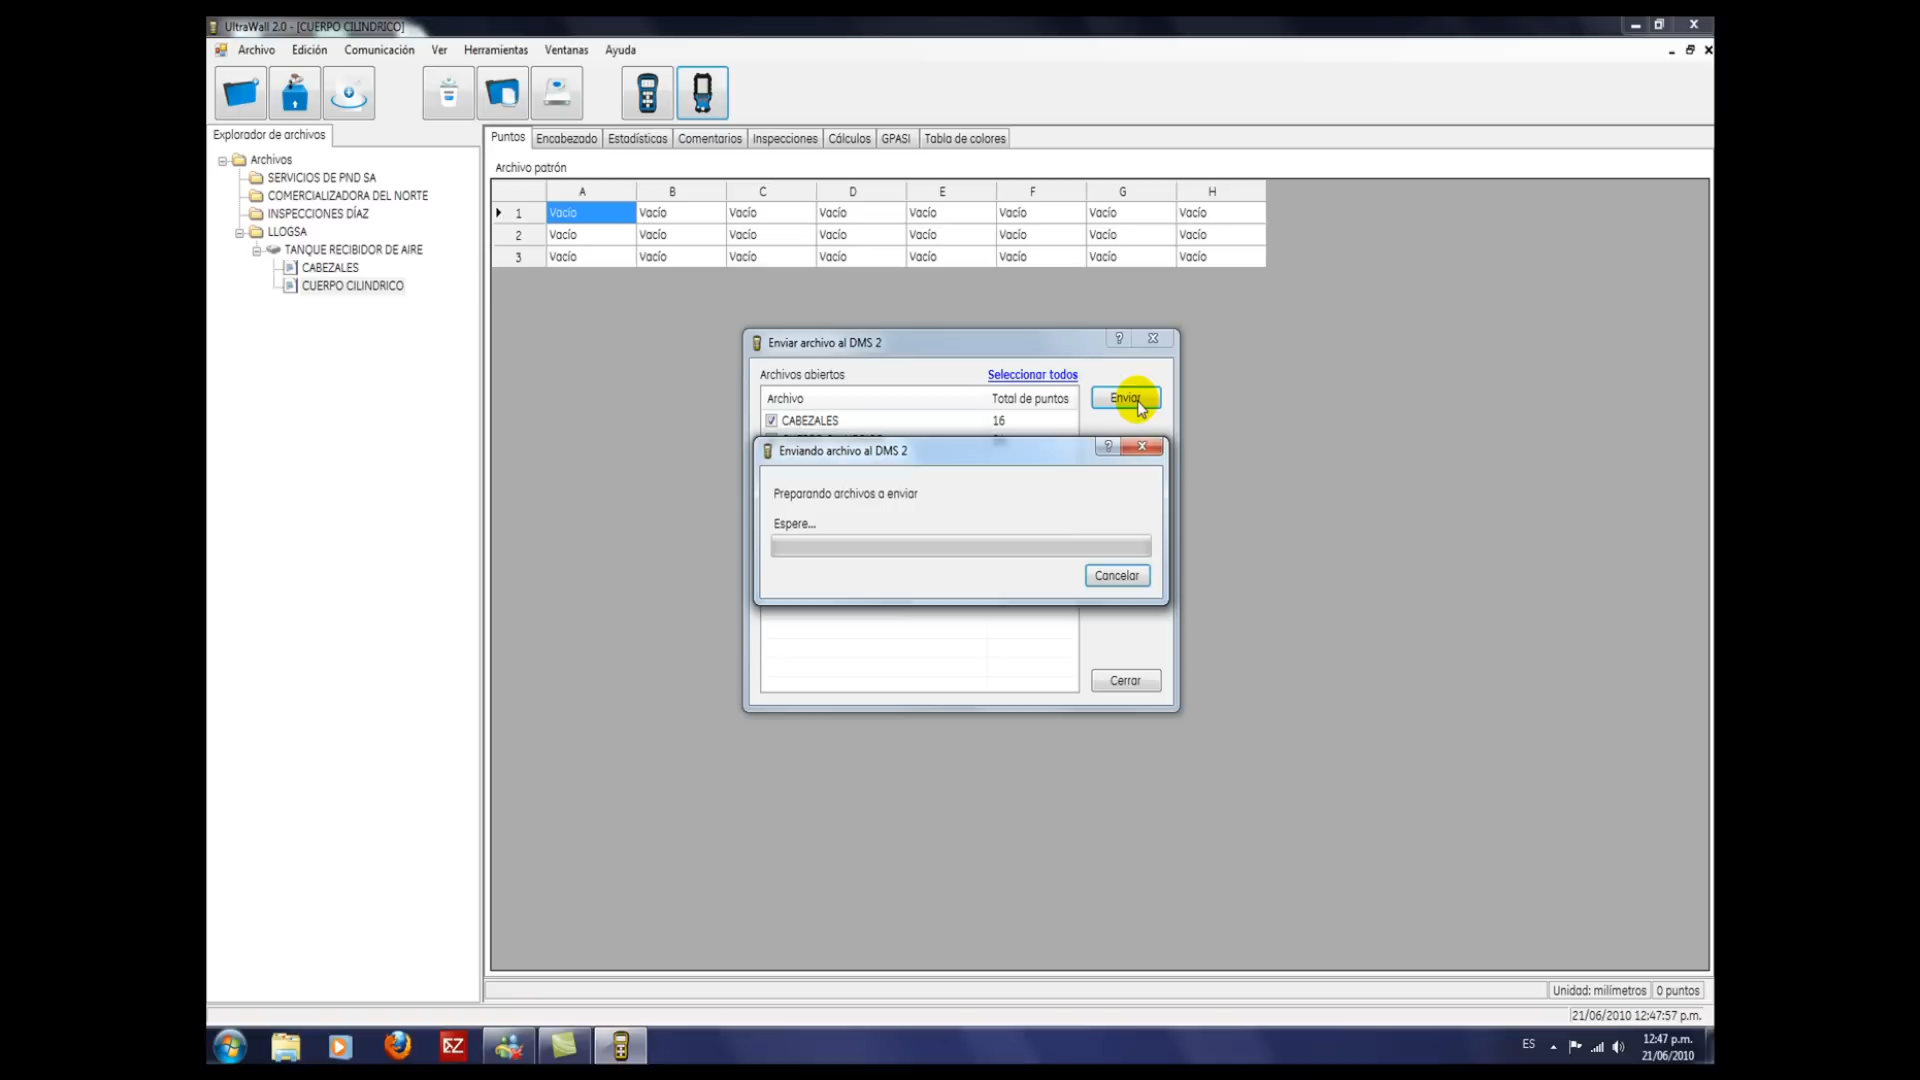 UltraWall 2.0 - [CUERPO CILINDRICO]
Archivo Edición Comunicación Ver Herramientas Ventanas Ayuda
Explorador de archivos
Archivos
SERVICIOS DE PND SA
COMERCIALIZADORA DEL NORTE
INSPECCIONES DÍAZ
LLOGSA
TANQUE RECIBIDOR DE AIRE
CABEZALES
CUERPO CILINDRICO
Puntos Encabezado Estadísticas Comentarios Inspecciones Cálculos GPASI Tabla de colores
Archivo patrón
A B C D E F G H
1 Vacío Vacío Vacío Vacío Vacío Vacío Vacío Vacío
2 Vacío Vacío Vacío Vacío Vacío Vacío Vacío Vacío
3 Vacío Vacío Vacío Vacío Vacío Vacío Vacío Vacío
Enviar archivo al DMS 2
Archivos abiertos Seleccionar todos
Archivo Total de puntos Enviar
CABEZALES 16
Enviando archivo al DMS 2
Preparando archivos a enviar
Espere...
Cancelar
Cerrar
Unidad: milímetros 0 puntos
21/06/2010 12:47:57 p.m.
ES 12:47 p.m.
21/06/2010